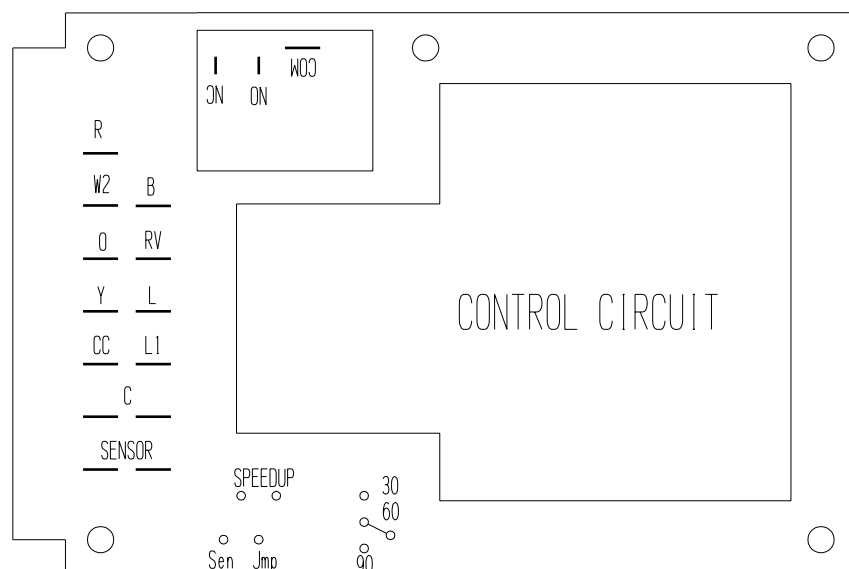 COM
NC NO
R
W2 B
O RV
Y L
CONTROL CIRCUIT
CC L1
C
SENSOR
SPEEDUP 30
60
Sen Jmp 90